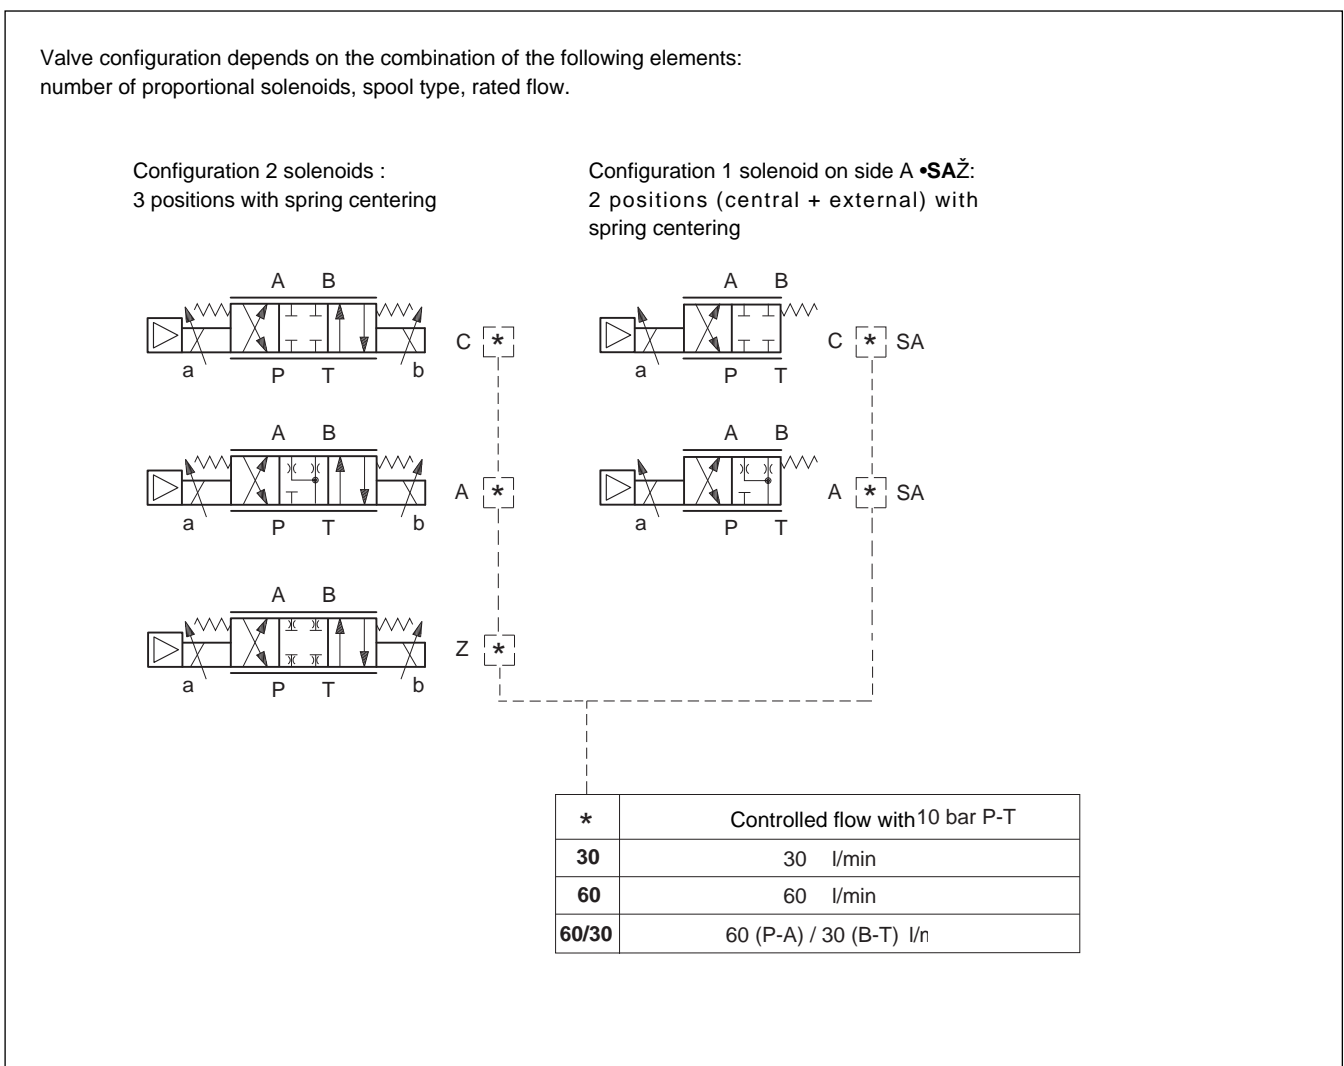 Valve configuration depends on the combination of the following elements:
number of proportional solenoids, spool type, rated flow.
Configuration 2 solenoids :
3 positions with spring centering
Configuration 1 solenoid on side A •SAŽ:
2 positions (central + external) with
spring centering
A B
a P T b
C *
A B
a P T
C * SA
A B
a P T b
A *
A B
a P T
A * SA
A B
a P T b
Z *
* Controlled flow with 10 bar P-T
30 30 l/min
60 60 l/min
60/30 60 (P-A) / 30 (B-T)